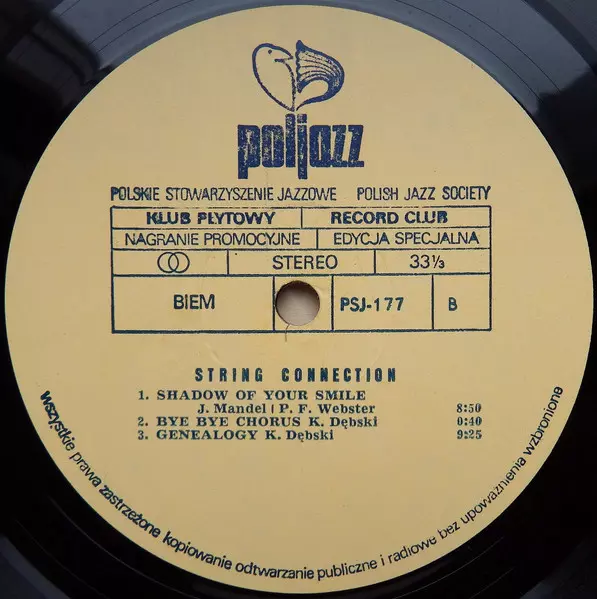 poljazz
POLSKIE STOWARZYSZENIE JAZZOWE POLISH JAZZ SOCIETY
KLUB PŁYTOWY RECORD CLUB
NAGRANIE PROMOCYJNE EDYCJA SPECJALNA
STEREO 33⅓
BIEM PSJ-177 B
STRING CONNECTION
1. SHADOW OF YOUR SMILE
J. Mandel | P. F. Webster 8:50
2. BYE BYE CHORUS K. Dębski 0:40
3. GENEALOGY K. Dębski 9:25
wszystkie prawa zastrzeżone kopiowanie odtwarzanie publiczne i radiowe bez upoważnienia wzbronione